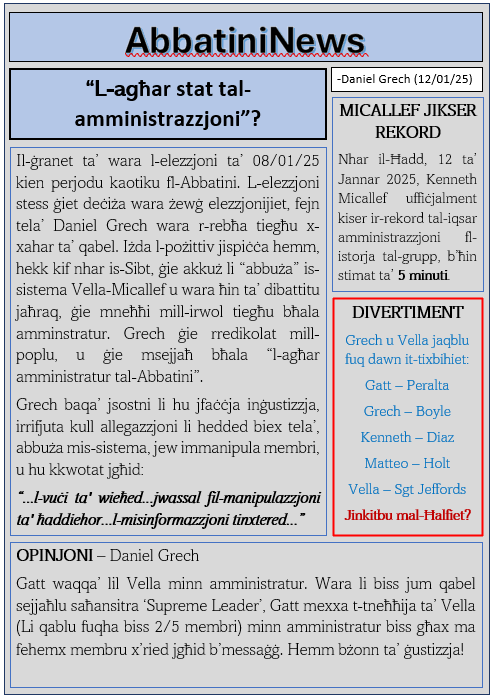 AbbatiniNews
“L-agħar stat tal-
amministrazzjoni”?
-Daniel Grech (12/01/25)
Il-ġranet ta’ wara l-elezzjoni ta’ 08/01/25
kien perjodu kaotiku fl-Abbatini. L-elezzjoni
stess ġiet deċiża wara żewġ elezzjonijiet, fejn
tela’ Daniel Grech wara r-rebħa tiegħu x-
xahar ta’ qabel. Iżda l-pożittiv jispiċċa hemm,
hekk kif nhar is-Sibt, ġie akkuż li “abbuża” is-
sistema Vella-Micallef u wara ħin ta’ dibattitu
jaħraq, ġie mneħħi mill-irwol tiegħu bħala
amminstratur. Grech ġie rredikolat mill-
poplu, u ġie msejjaħ bħala “l-agħar
amministratur tal-Abbatini”.
Grech baqa’ jsostni li hu jfaċċja inġustizzja,
irrifjuta kull allegazzjoni li hedded biex tela’,
abbuża mis-sistema, jew immanipula membri,
u hu kkwotat jgħid:
“...l-vuċi ta’ wieħed...jwassal fil-manipulazzjoni
ta’ ħaddieħor...l-misinformazzjoni tinxtered...”
MICALLEF JIKSER
REKORD
Nhar il-Ħadd, 12 ta’
Jannar 2025, Kenneth
Micallef uffiċjalment
kiser ir-rekord tal-iqsar
amministrazzjoni fl-
istorja tal-grupp, b’ħin
stimat ta’ 5 minuti.
DIVERTIMENT
Grech u Vella jaqblu
fuq dawn it-tixbihiet:
Gatt – Peralta
Grech – Boyle
Kenneth – Diaz
Matteo – Holt
Vella – Sgt Jeffords
Jinkitbu mal-Ħalfiet?
OPINJONI – Daniel Grech
Gatt waqqa’ lil Vella minn amministratur. Wara li biss jum qabel
sejjaħlu saħansitra ‘Supreme Leader’, Gatt mexxa t-tneħħija ta’ Vella
(Li qablu fuqha biss 2/5 membri) minn amministratur biss għax ma
fehemx membru x’ried jgħid b’messaġġ. Hemm bżonn ta’ ġustizzja!